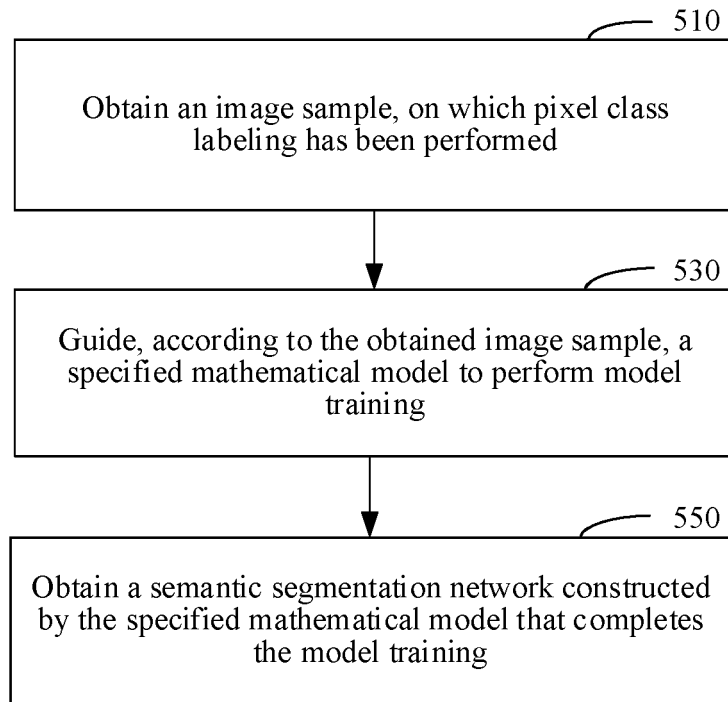 510
Obtain an image sample, on which pixel class
labeling has been performed
530
Guide, according to the obtained image sample, a
specified mathematical model to perform model
training
550
Obtain a semantic segmentation network constructed
by the specified mathematical model that completes
the model training